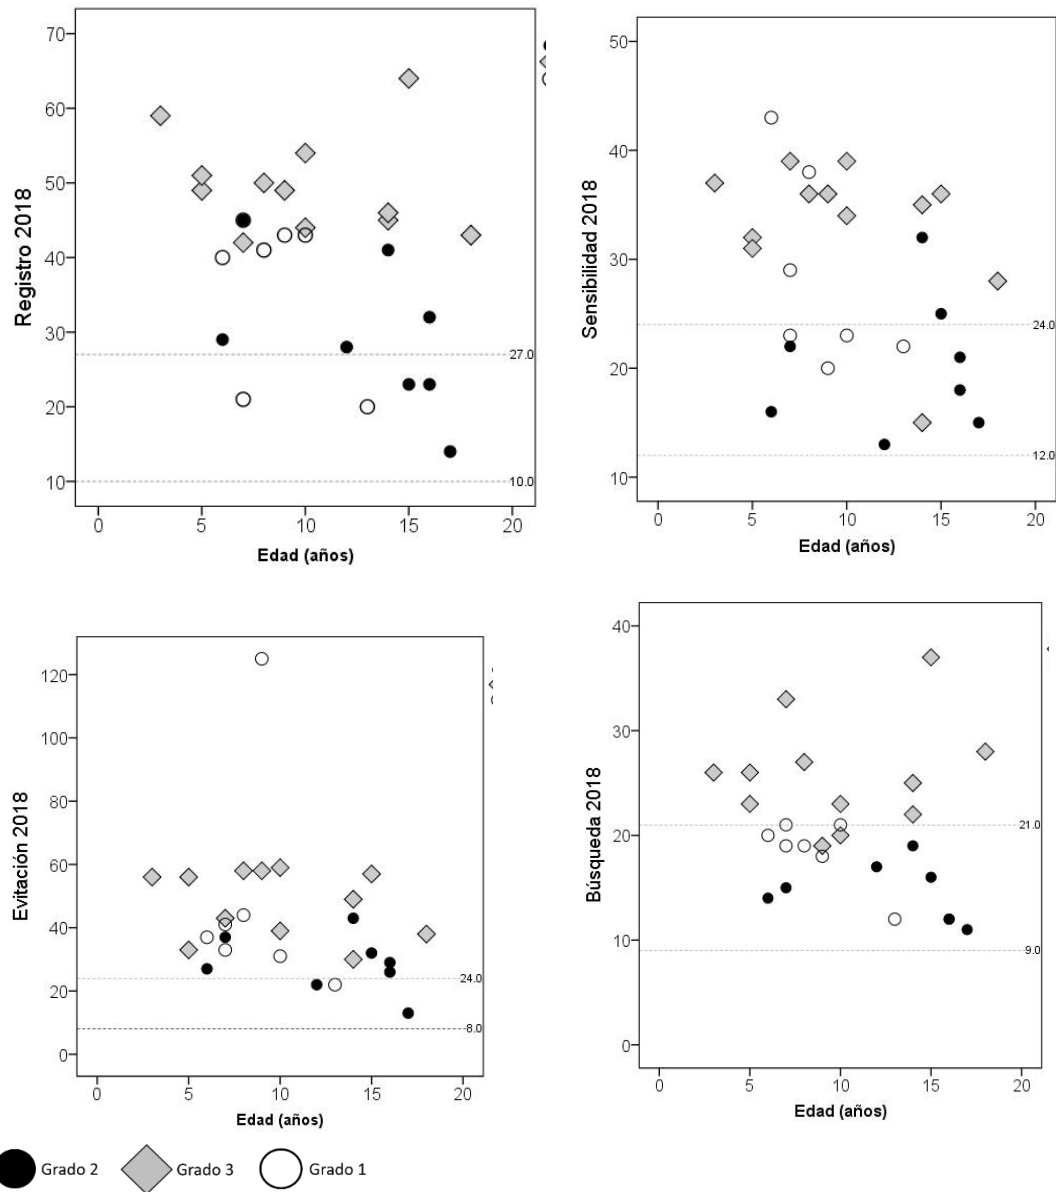 70
60
50
40
30
20
10
27.0
10.0
0 5 10 15 20
Registro 2018
Edad (años)
50
40
30
20
10
24.0
12.0
0 5 10 15 20
Sensibilidad 2018
Edad (años)
120
100
80
60
40
20
0
24.0
8.0
0 5 10 15 20
Evitación 2018
Edad (años)
40
30
20
10
0
21.0
9.0
0 5 10 15 20
Búsqueda 2018
Edad (años)
Grado 2 Grado 3 Grado 1